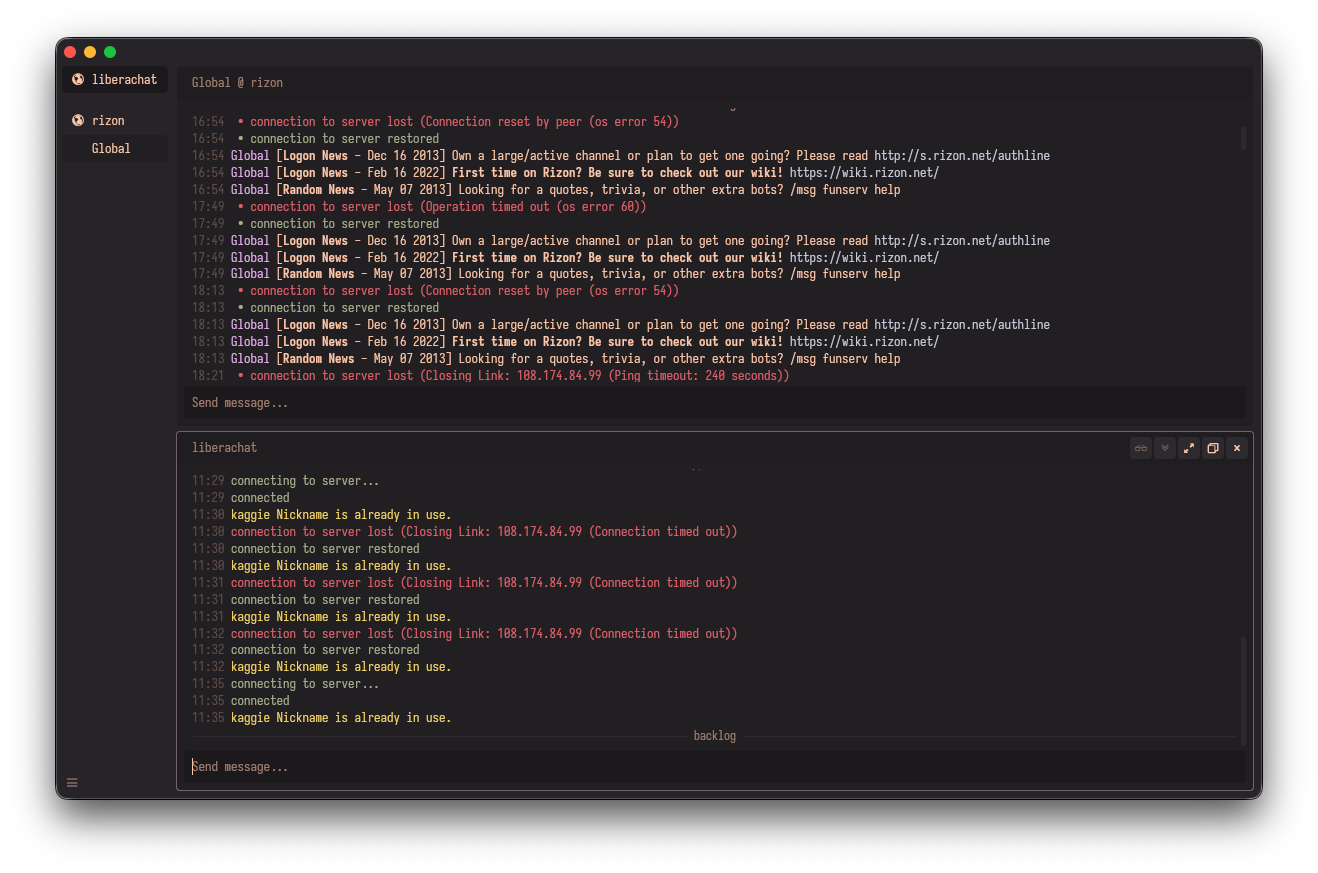 liberachat
rizon
Global
Global @ rizon
16:54 • connection to server lost (Connection reset by peer (os error 54))
16:54 • connection to server restored
16:54 Global [Logon News - Dec 16 2013] Own a large/active channel or plan to get one going? Please read http://s.rizon.net/authline
16:54 Global [Logon News - Feb 16 2022] First time on Rizon? Be sure to check out our wiki! https://wiki.rizon.net/
16:54 Global [Random News - May 07 2013] Looking for a quotes, trivia, or other extra bots? /msg funserv help
17:49 • connection to server lost (Operation timed out (os error 60))
17:49 • connection to server restored
17:49 Global [Logon News - Dec 16 2013] Own a large/active channel or plan to get one going? Please read http://s.rizon.net/authline
17:49 Global [Logon News - Feb 16 2022] First time on Rizon? Be sure to check out our wiki! https://wiki.rizon.net/
17:49 Global [Random News - May 07 2013] Looking for a quotes, trivia, or other extra bots? /msg funserv help
18:13 • connection to server lost (Connection reset by peer (os error 54))
18:13 • connection to server restored
18:13 Global [Logon News - Dec 16 2013] Own a large/active channel or plan to get one going? Please read http://s.rizon.net/authline
18:13 Global [Logon News - Feb 16 2022] First time on Rizon? Be sure to check out our wiki! https://wiki.rizon.net/
18:13 Global [Random News - May 07 2013] Looking for a quotes, trivia, or other extra bots? /msg funserv help
18:21 • connection to server lost (Closing Link: 108.174.84.99 (Ping timeout: 240 seconds))
Send message...
liberachat
11:29 connecting to server...
11:29 connected
11:30 kaggie Nickname is already in use.
11:30 connection to server lost (Closing Link: 108.174.84.99 (Connection timed out))
11:30 connection to server restored
11:30 kaggie Nickname is already in use.
11:31 connection to server lost (Closing Link: 108.174.84.99 (Connection timed out))
11:31 connection to server restored
11:31 kaggie Nickname is already in use.
11:32 connection to server lost (Closing Link: 108.174.84.99 (Connection timed out))
11:32 connection to server restored
11:32 kaggie Nickname is already in use.
11:35 connecting to server...
11:35 connected
11:35 kaggie Nickname is already in use.
backlog
Send message...